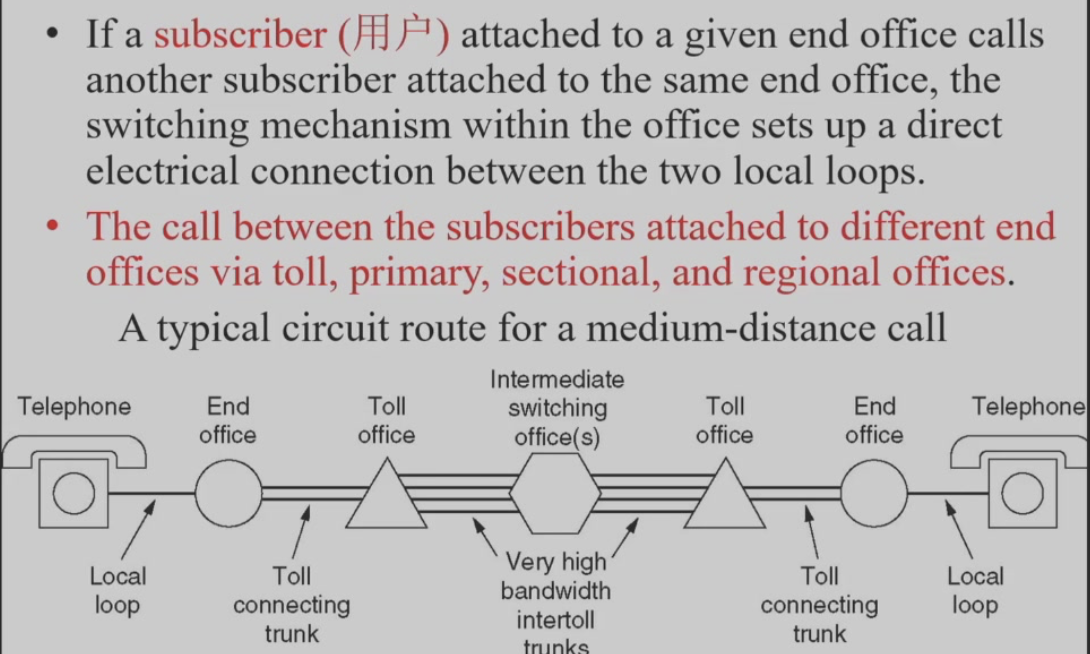 • If a subscriber (用户) attached to a given end office calls
another subscriber attached to the same end office, the
switching mechanism within the office sets up a direct
electrical connection between the two local loops.
• The call between the subscribers attached to different end
offices via toll, primary, sectional, and regional offices.
A typical circuit route for a medium-distance call
Telephone
End
office
Toll
office
Intermediate
switching
office(s)
Toll
office
End
office
Telephone
Local
loop
Toll
connecting
trunk
Very high
bandwidth
intertoll
trunks
Toll
connecting
trunk
Local
loop